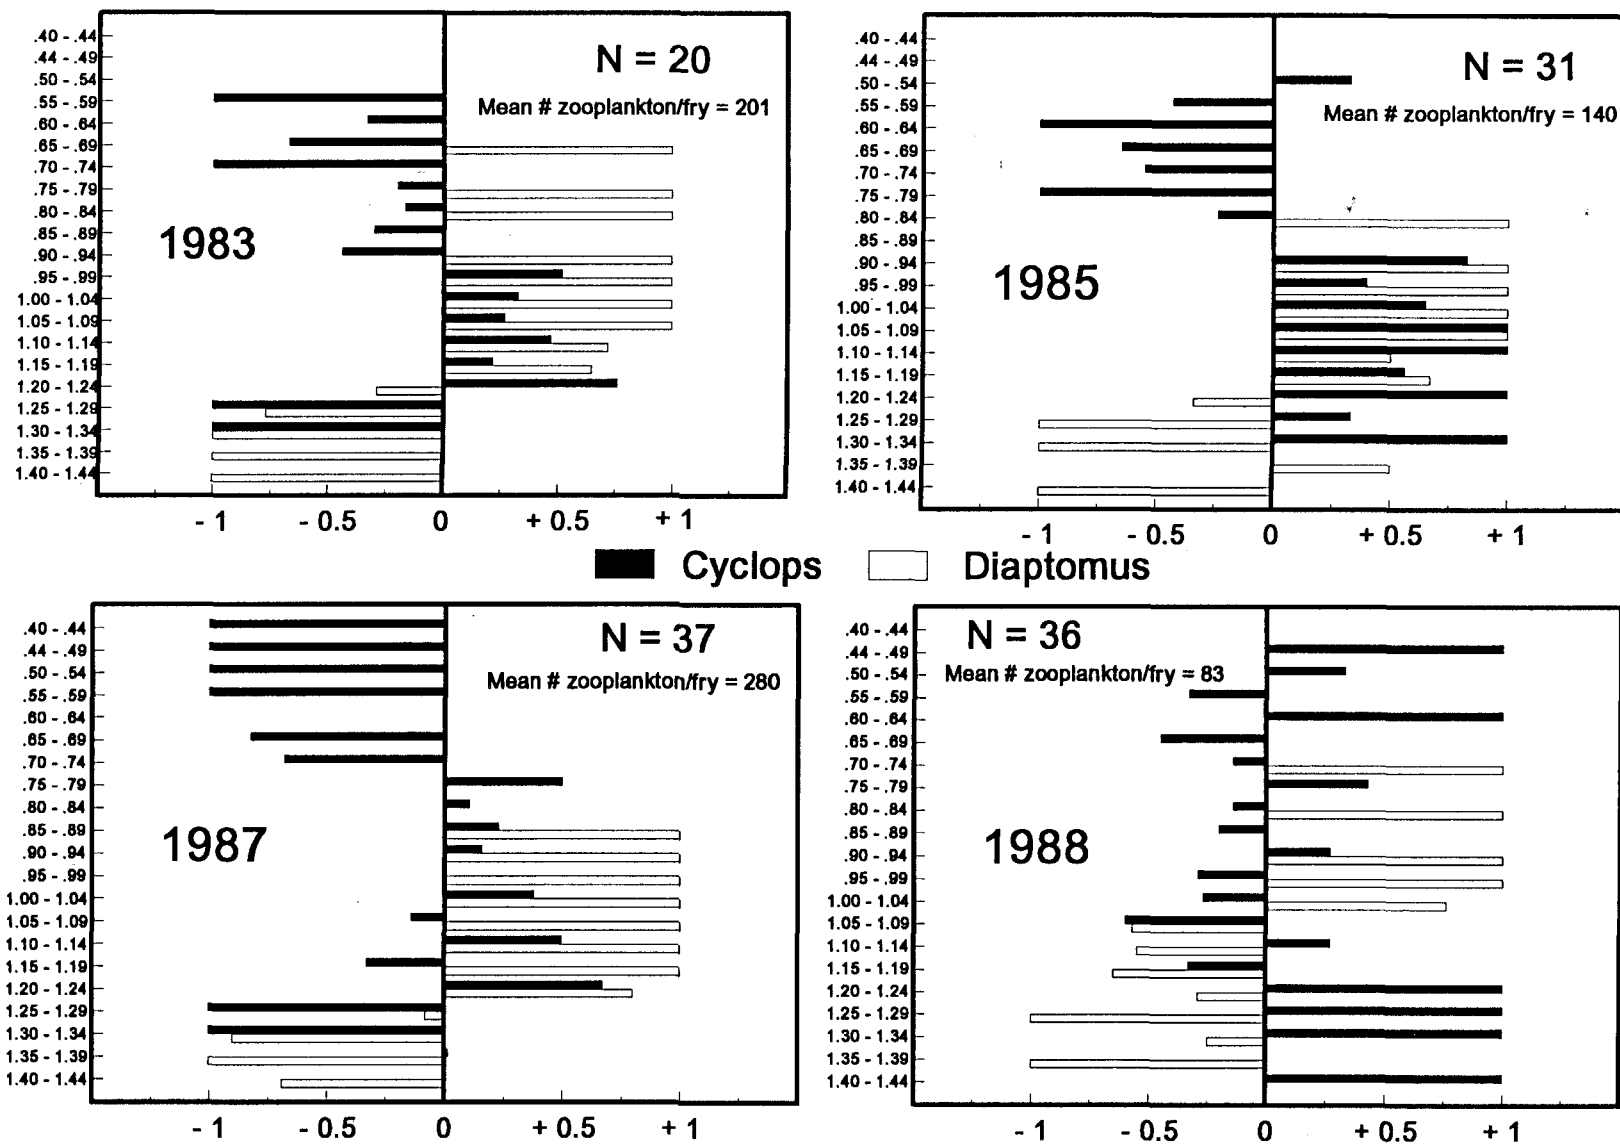 N = 20
Mean # zooplankton/fry = 201
1983
.40 - .44
.44 - .49
.50 - .54
.55 - .59
.60 - .64
.65 - .69
.70 - .74
.75 - .79
.80 - .84
.85 - .89
.90 - .94
.95 - .99
1.00 - 1.04
1.05 - 1.09
1.10 - 1.14
1.15 - 1.19
1.20 - 1.24
1.25 - 1.29
1.30 - 1.34
1.35 - 1.39
1.40 - 1.44
- 1 - 0.5 0 + 0.5 + 1
N = 31
Mean # zooplankton/fry = 140
1985
.40 - .44
.44 - .49
.50 - .54
.55 - .59
.60 - .64
.65 - .69
.70 - .74
.75 - .79
.80 - .84
.85 - .89
.90 - .94
.95 - .99
1.00 - 1.04
1.05 - 1.09
1.10 - 1.14
1.15 - 1.19
1.20 - 1.24
1.25 - 1.29
1.30 - 1.34
1.35 - 1.39
1.40 - 1.44
- 1 - 0.5 0 + 0.5 + 1
Cyclops Diaptomus
N = 37
Mean # zooplankton/fry = 280
1987
.40 - .44
.44 - .49
.50 - .54
.55 - .59
.60 - .64
.65 - .69
.70 - .74
.75 - .79
.80 - .84
.85 - .89
.90 - .94
.95 - .99
1.00 - 1.04
1.05 - 1.09
1.10 - 1.14
1.15 - 1.19
1.20 - 1.24
1.25 - 1.29
1.30 - 1.34
1.35 - 1.39
1.40 - 1.44
- 1 - 0.5 0 + 0.5 + 1
N = 36
Mean # zooplankton/fry = 83
1988
.40 - .44
.44 - .49
.50 - .54
.55 - .59
.60 - .64
.65 - .69
.70 - .74
.75 - .79
.80 - .84
.85 - .89
.90 - .94
.95 - .99
1.00 - 1.04
1.05 - 1.09
1.10 - 1.14
1.15 - 1.19
1.20 - 1.24
1.25 - 1.29
1.30 - 1.34
1.35 - 1.39
1.40 - 1.44
- 1 - 0.5 0 + 0.5 + 1